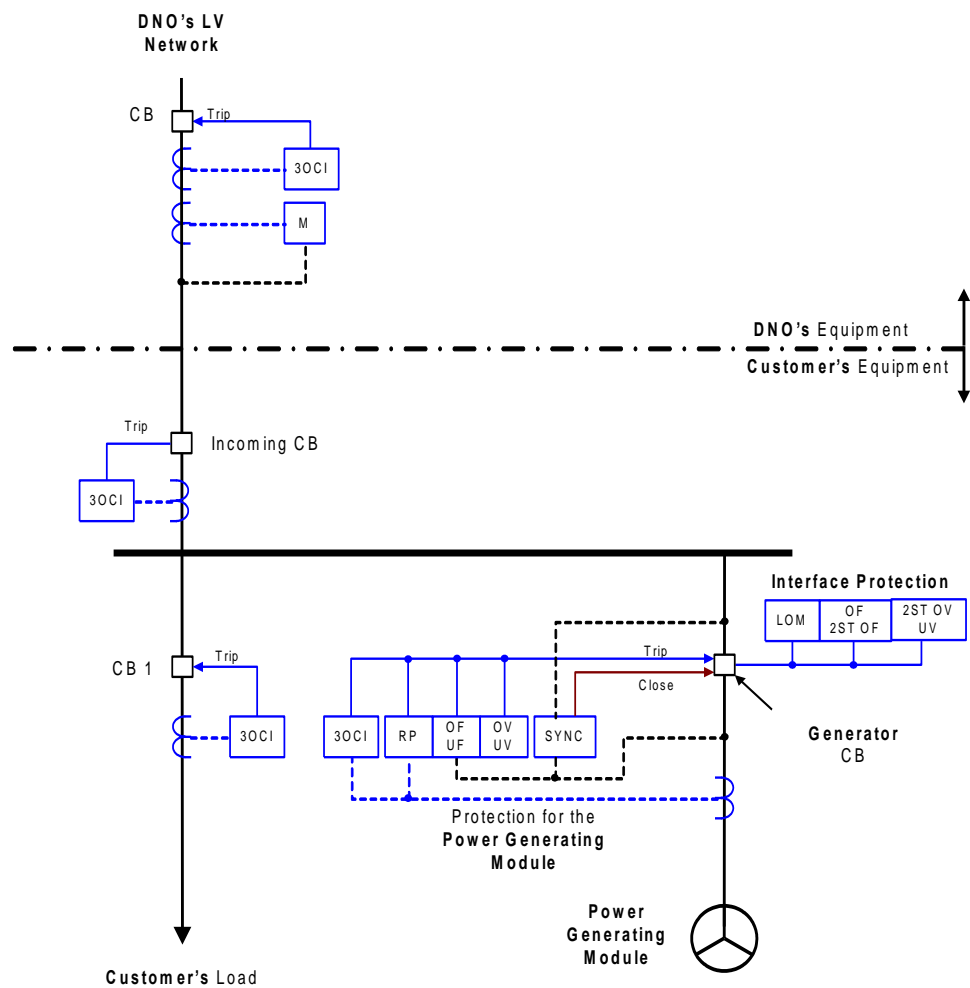 DNO's LV
Network
CB
Trip
3OCI
M
DNO's Equipment
Customer's Equipment
Trip
Incoming CB
3OCI
Interface Protection
LOM
OF
2ST OF
2ST OV
UV
CB 1
Trip
3OCI
Trip
Close
3OCI
RP
OF
UF
OV
UV
SYNC
Generator
CB
Protection for the
Power Generating
Module
Power
Generating
Module
Customer's Load